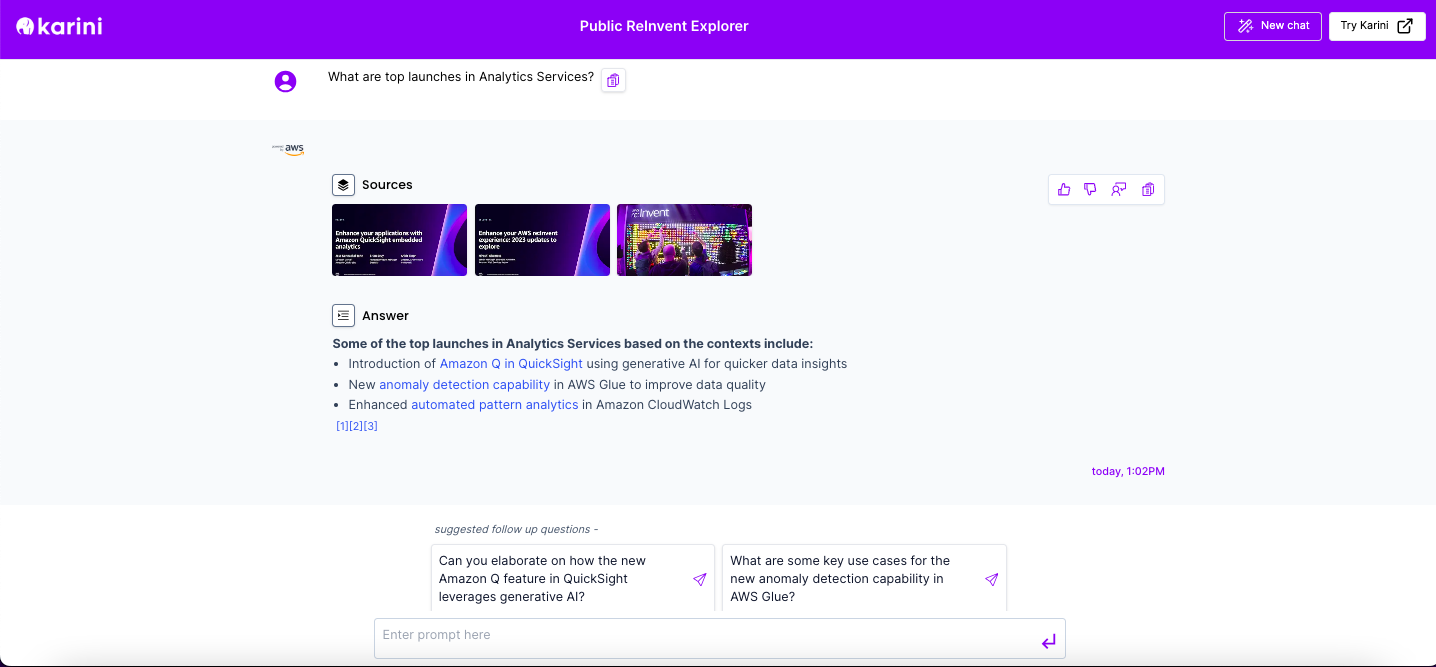 karini
Public ReInvent Explorer
New chat
Try Karini
What are top launches in Analytics Services?
aws
Sources
Enhance your applications with
Amazon QuickSight embedded
analytics
Enhance your AWS re:Invent
experience: 2023 updates to
explore
re:Invent
Answer
Some of the top launches in Analytics Services based on the contexts include:
• Introduction of Amazon Q in QuickSight using generative AI for quicker data insights
• New anomaly detection capability in AWS Glue to improve data quality
• Enhanced automated pattern analytics in Amazon CloudWatch Logs
[1][2][3]
today, 1:02PM
suggested follow up questions -
Can you elaborate on how the new
Amazon Q feature in QuickSight
leverages generative AI?
What are some key use cases for the
new anomaly detection capability in
AWS Glue?
Enter prompt here